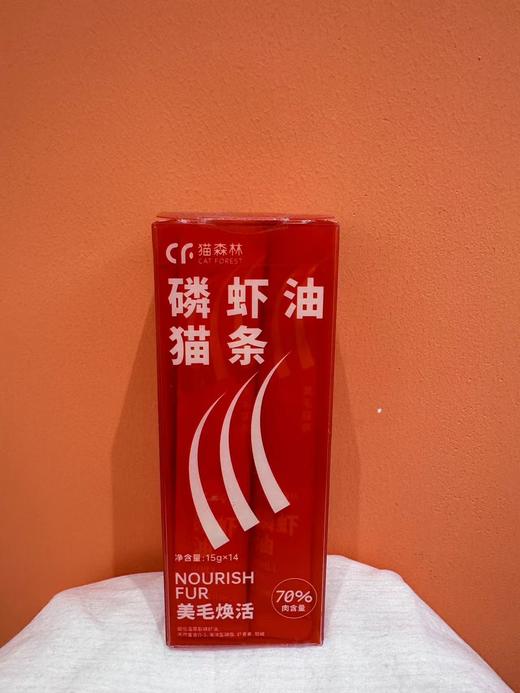 CF 猫森林
CAT FOREST
磷虾油
猫条
净含量:15g×14
NOURISH
FUR
美毛焕活
70%
肉含量